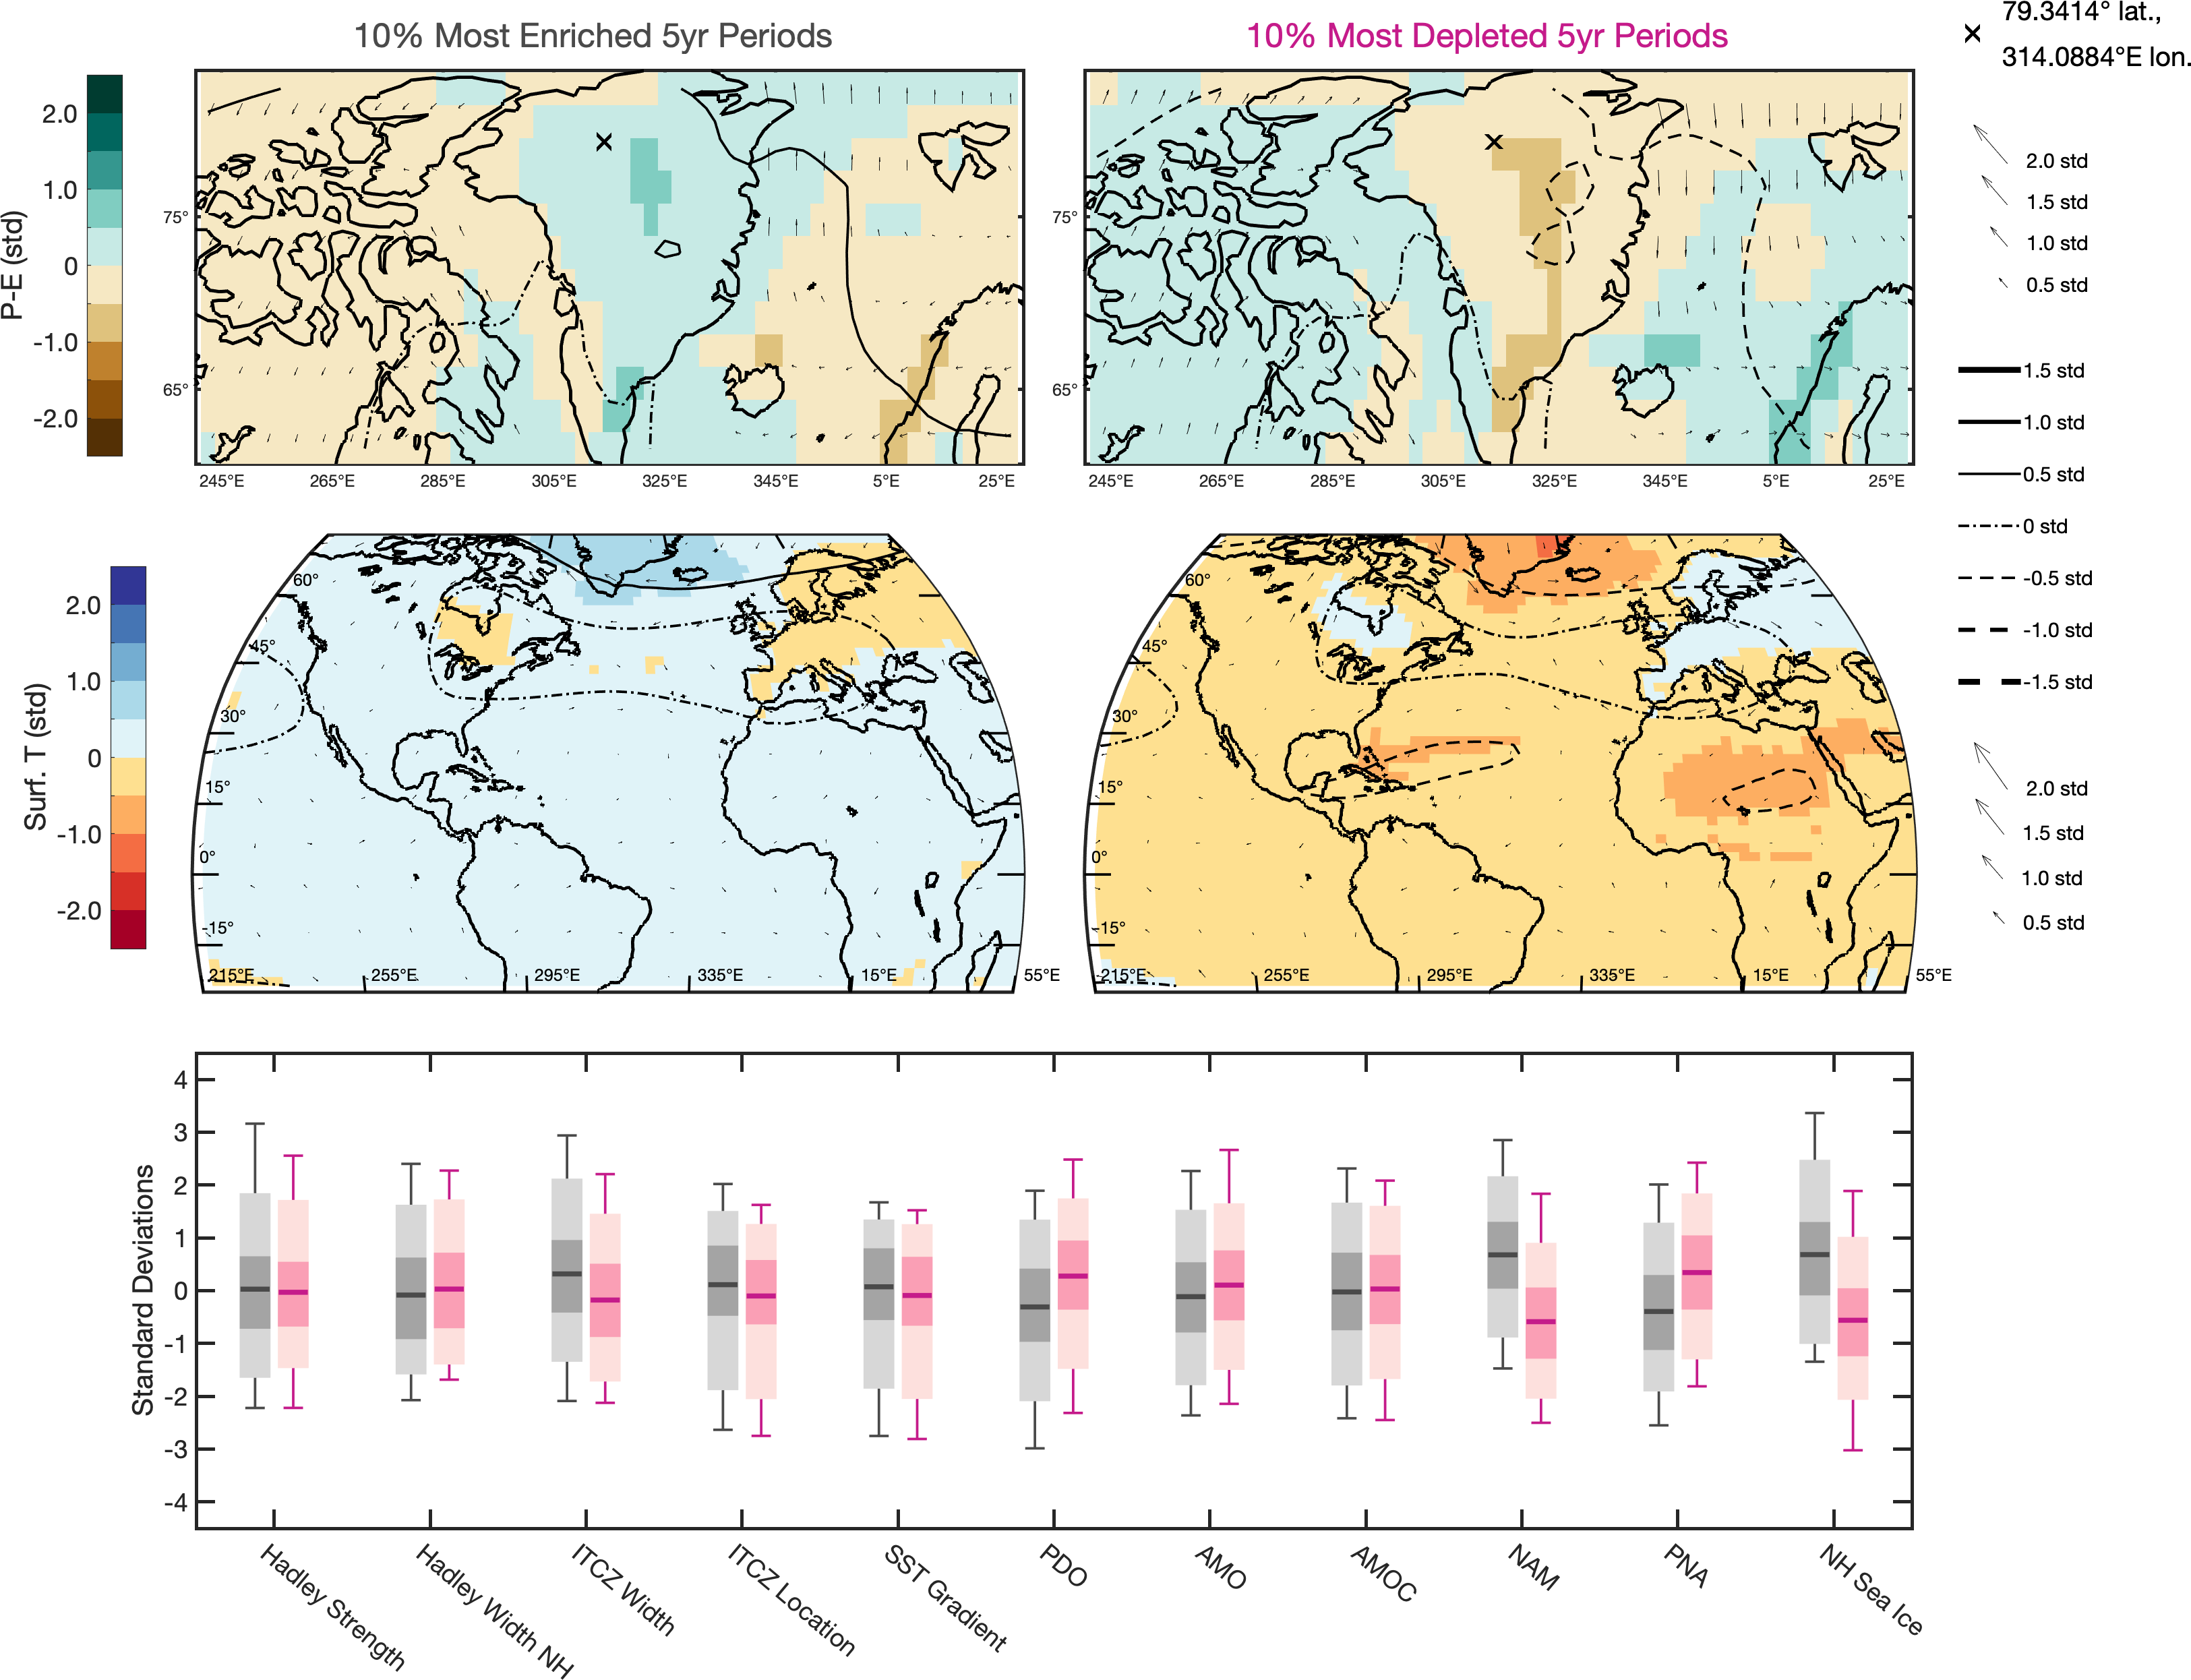 10% Most Enriched 5yr Periods
10% Most Depleted 5yr Periods
79.3414° lat.,
314.0884°E lon.
P-E (std)
2.0
1.0
0
-1.0
-2.0
75°
65°
245°E 265°E 285°E 305°E 325°E 345°E 5°E 25°E
75°
65°
245°E 265°E 285°E 305°E 325°E 345°E 5°E 25°E
2.0 std
1.5 std
1.0 std
0.5 std
1.5 std
1.0 std
0.5 std
0 std
-0.5 std
-1.0 std
-1.5 std
2.0 std
1.5 std
1.0 std
0.5 std
Surf. T (std)
2.0
1.0
0
-1.0
-2.0
60°
45°
30°
15°
0°
-15°
215°E 255°E 295°E 335°E 15°E 55°E
60°
45°
30°
15°
0°
-15°
215°E 255°E 295°E 335°E 15°E 55°E
Standard Deviations
4
3
2
1
0
-1
-2
-3
-4
Hadley Strength
Hadley Width NH
ITCZ Width
ITCZ Location
SST Gradient
PDO
AMO
AMOC
NAM
PNA
NH Sea Ice